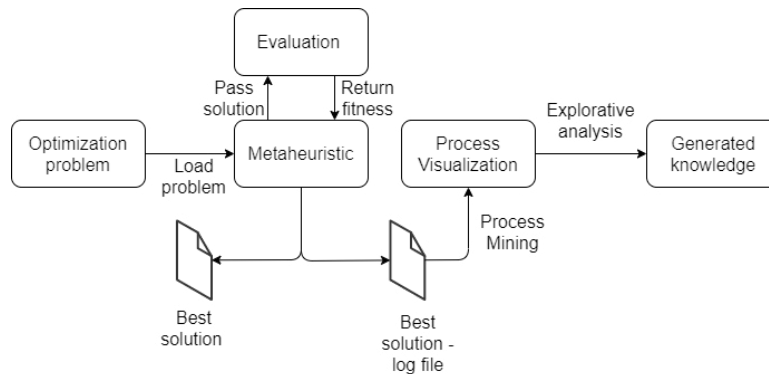 Evaluation
Pass
solution
Return
fitness
Optimization
problem
Load
problem
Metaheuristic
Process
Visualization
Explorative
analysis
Generated
knowledge
Process
Mining
Best
solution
Best
solution -
log file